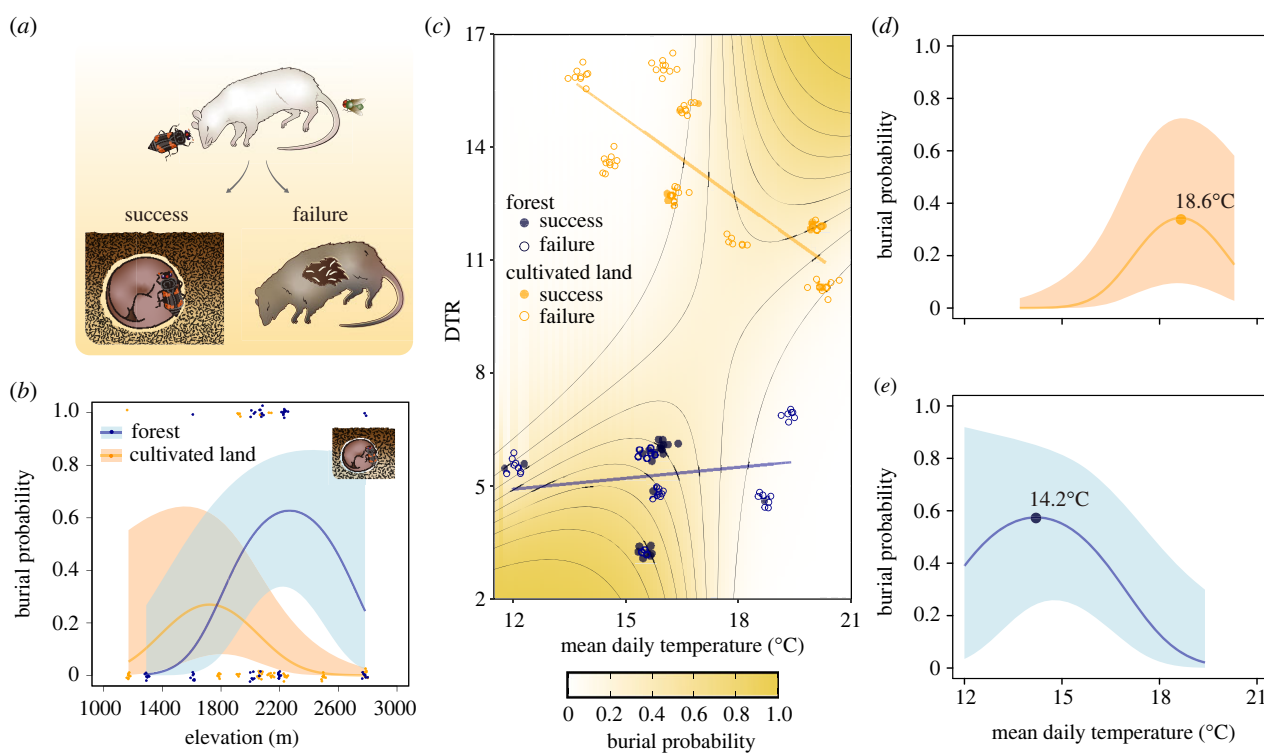 (a)
success
failure
(b)
1.0
0.8
0.6
0.4
0.2
0
burial probability
forest
cultivated land
1000
1400
1800
2200
2600
3000
elevation (m)
(c)
17
14
11
8
5
2
DTR
forest
success
failure
cultivated land
success
failure
12
15
18
21
mean daily temperature (°C)
0
0.2
0.4
0.6
0.8
1.0
burial probability
(d)
1.0
0.8
0.6
0.4
0.2
0
burial probability
18.6°C
12
15
18
21
(e)
1.0
0.8
0.6
0.4
0.2
0
burial probability
14.2°C
12
15
18
21
mean daily temperature (°C)